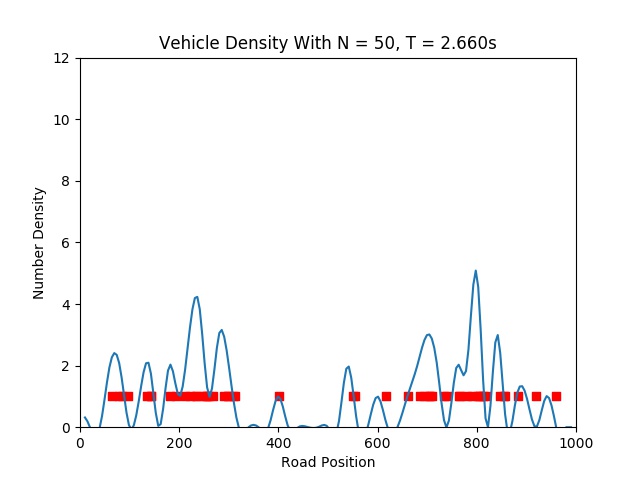 Vehicle Density With N = 50, T = 2.660s
12
10
8
6
4
2
0
Number Density
0 200 400 600 800 1000
Road Position